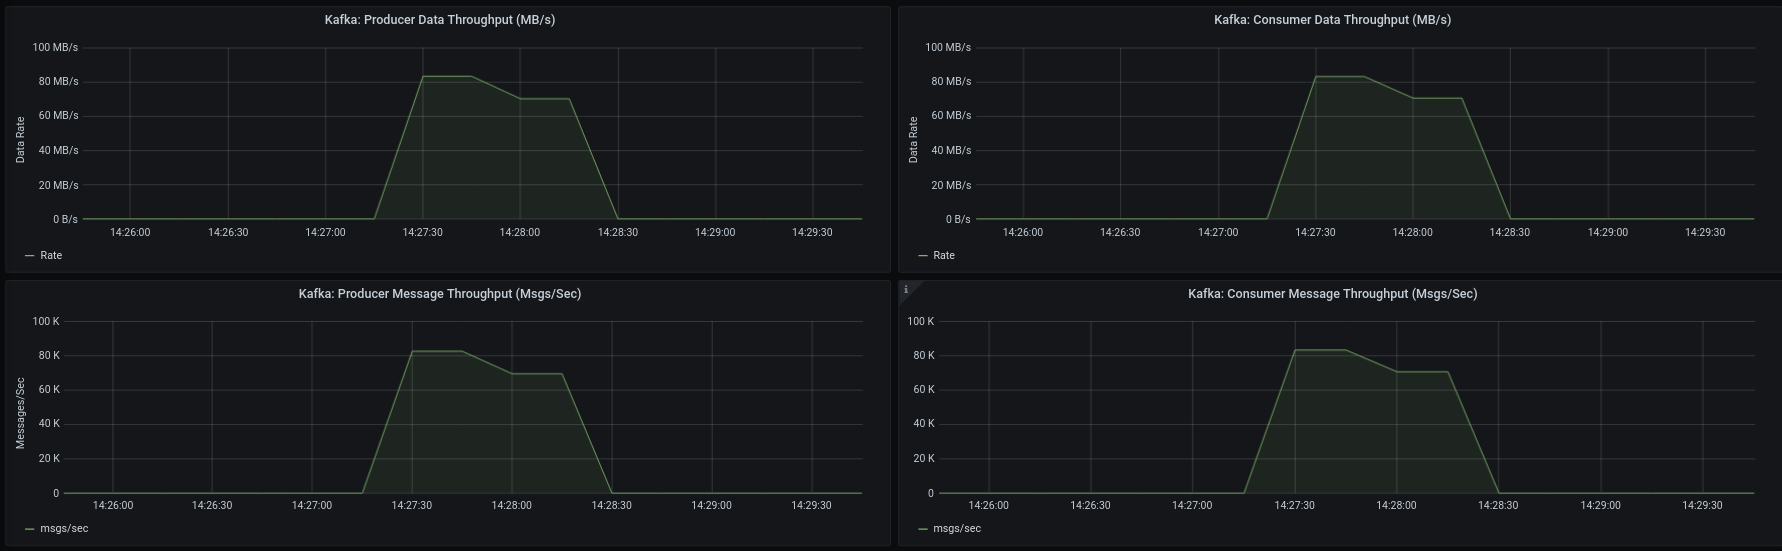 Kafka: Producer Data Throughput (MB/s)
Data Rate
100 MB/s
80 MB/s
60 MB/s
40 MB/s
20 MB/s
0 B/s
14:26:00 14:26:30 14:27:00 14:27:30 14:28:00 14:28:30 14:29:00 14:29:30
Rate
Kafka: Consumer Data Throughput (MB/s)
Data Rate
100 MB/s
80 MB/s
60 MB/s
40 MB/s
20 MB/s
0 B/s
14:26:00 14:26:30 14:27:00 14:27:30 14:28:00 14:28:30 14:29:00 14:29:30
Rate
Kafka: Producer Message Throughput (Msgs/Sec)
Messages/Sec
100 K
80 K
60 K
40 K
20 K
0
14:26:00 14:26:30 14:27:00 14:27:30 14:28:00 14:28:30 14:29:00 14:29:30
msgs/sec
i
Kafka: Consumer Message Throughput (Msgs/Sec)
100 K
80 K
60 K
40 K
20 K
0
14:26:00 14:26:30 14:27:00 14:27:30 14:28:00 14:28:30 14:29:00 14:29:30
msgs/sec